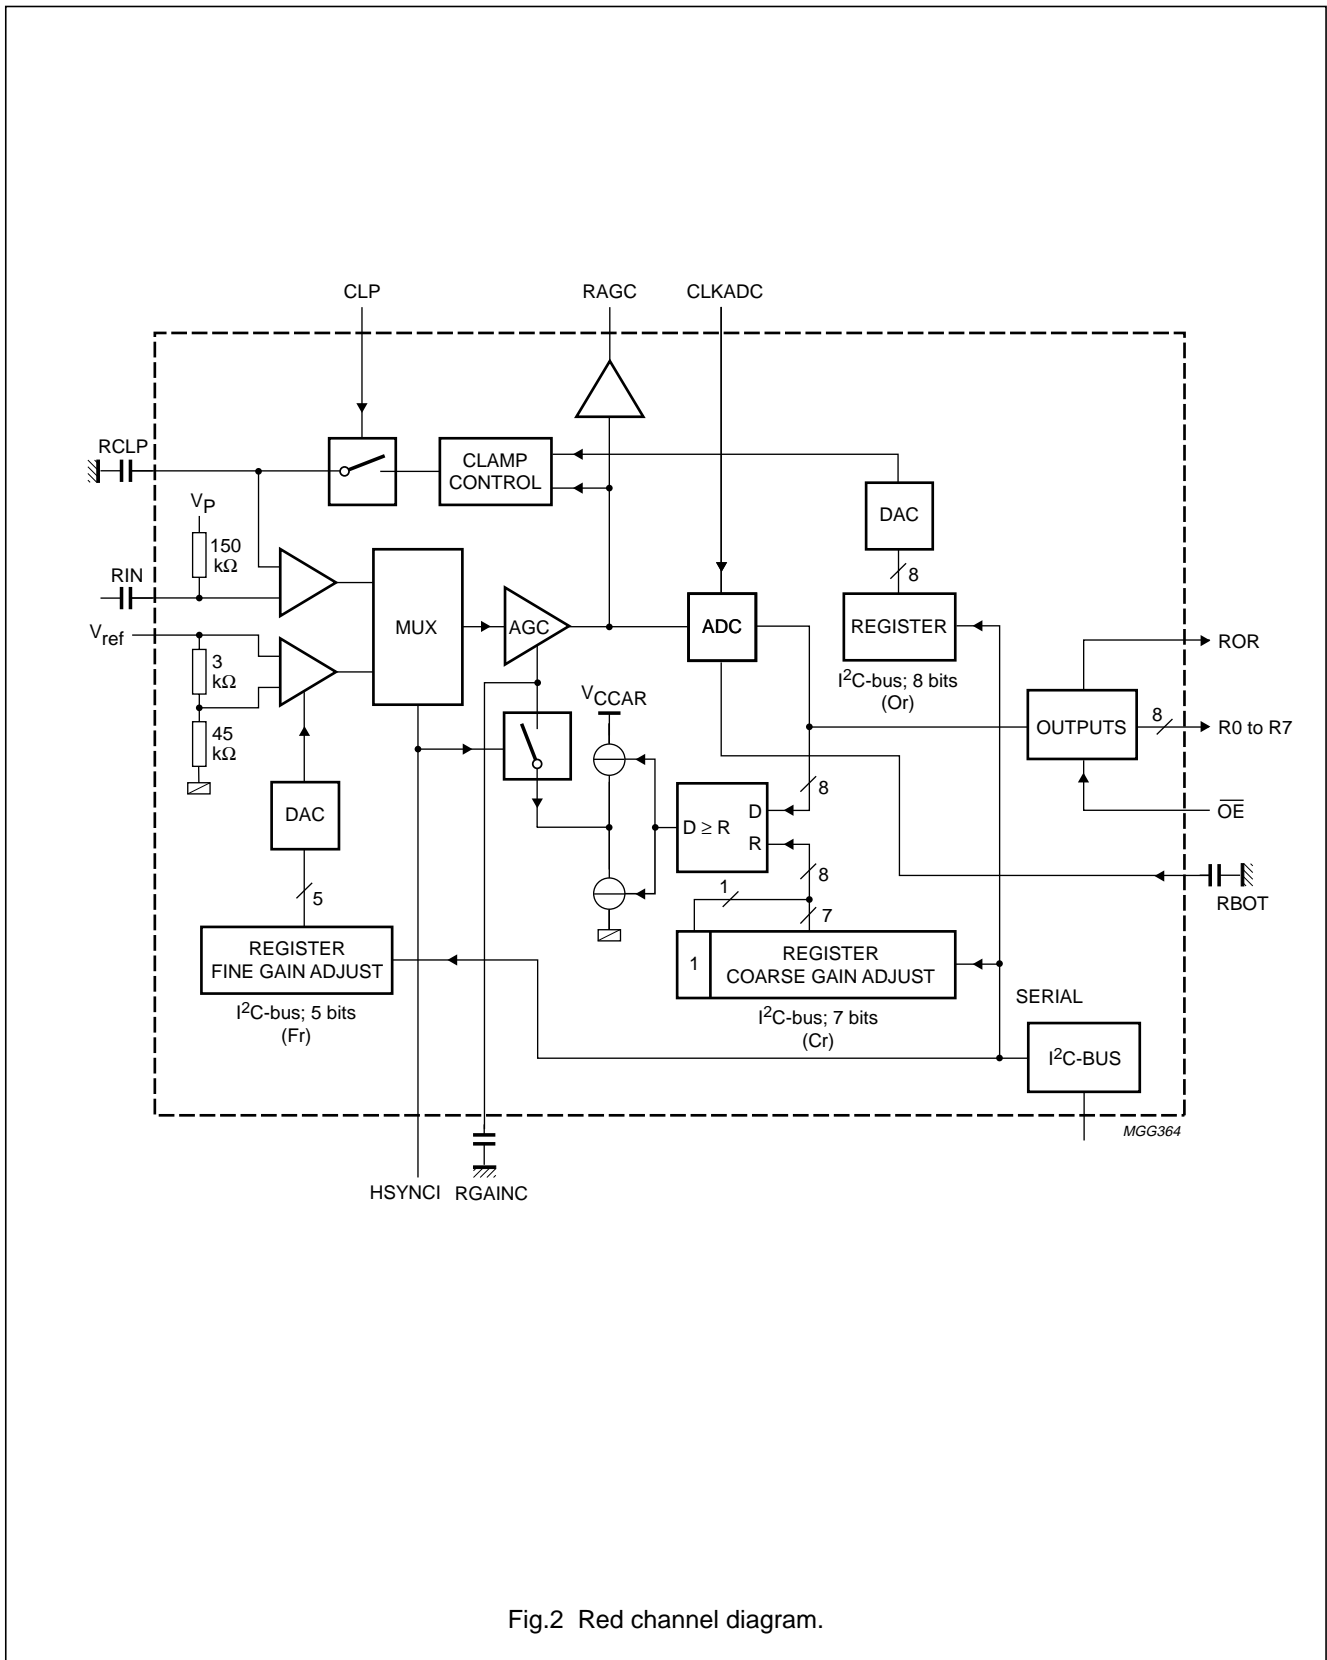 CLP RAGC CLKADC
RCLP
CLAMP
CONTROL
VP
DAC
150
kΩ
8
RIN
MUX
AGC
ADC
REGISTER
Vref
ROR
I²C-bus; 8 bits
(Or)
3
kΩ
VCCAR
8
OUTPUTS
R0 to R7
45
kΩ
8
DAC
D ≥ R
D
R
OE
8
1
5
7
RBOT
REGISTER
FINE GAIN ADJUST
1
REGISTER
COARSE GAIN ADJUST
SERIAL
I²C-bus; 5 bits
(Fr)
I²C-bus; 7 bits
(Cr)
I²C-BUS
MGG364
HSYNCI RGAINC
Fig.2 Red channel diagram.